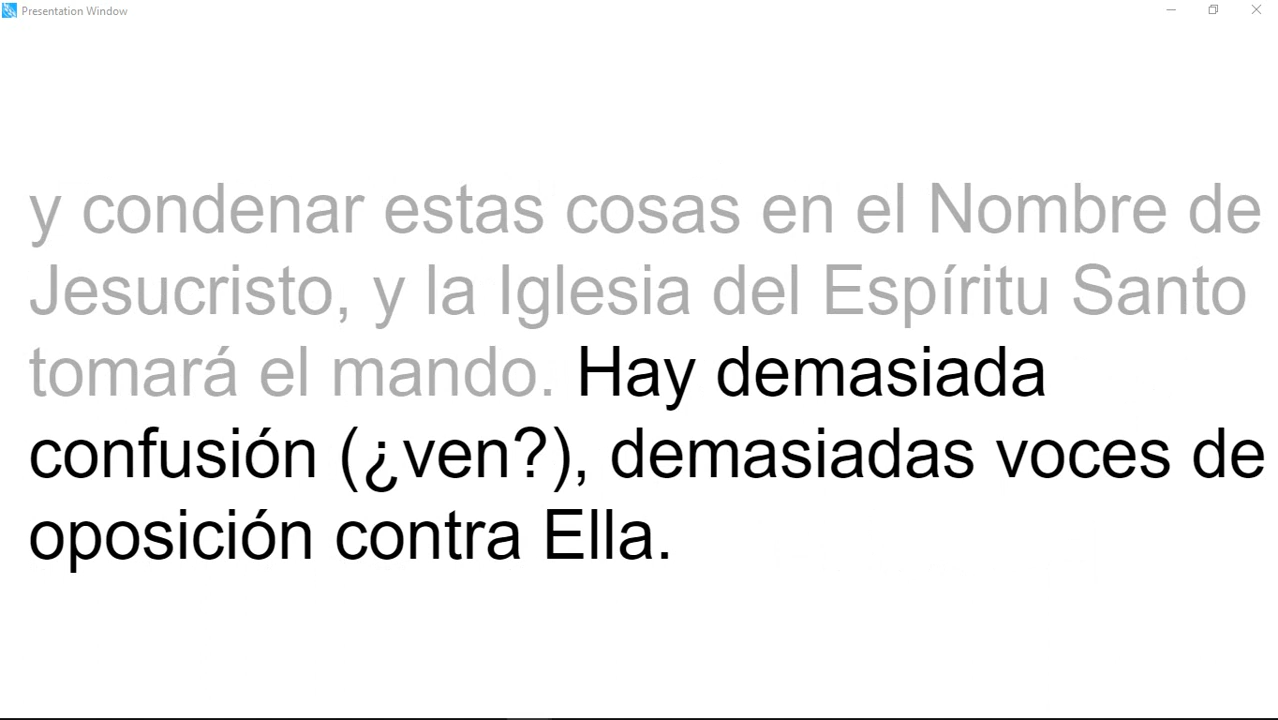 Presentation Window
y condenar estas cosas en el Nombre de
Jesucristo, y la Iglesia del Espíritu Santo
tomará el mando. Hay demasiada
confusión (¿ven?), demasiadas voces de
oposición contra Ella.